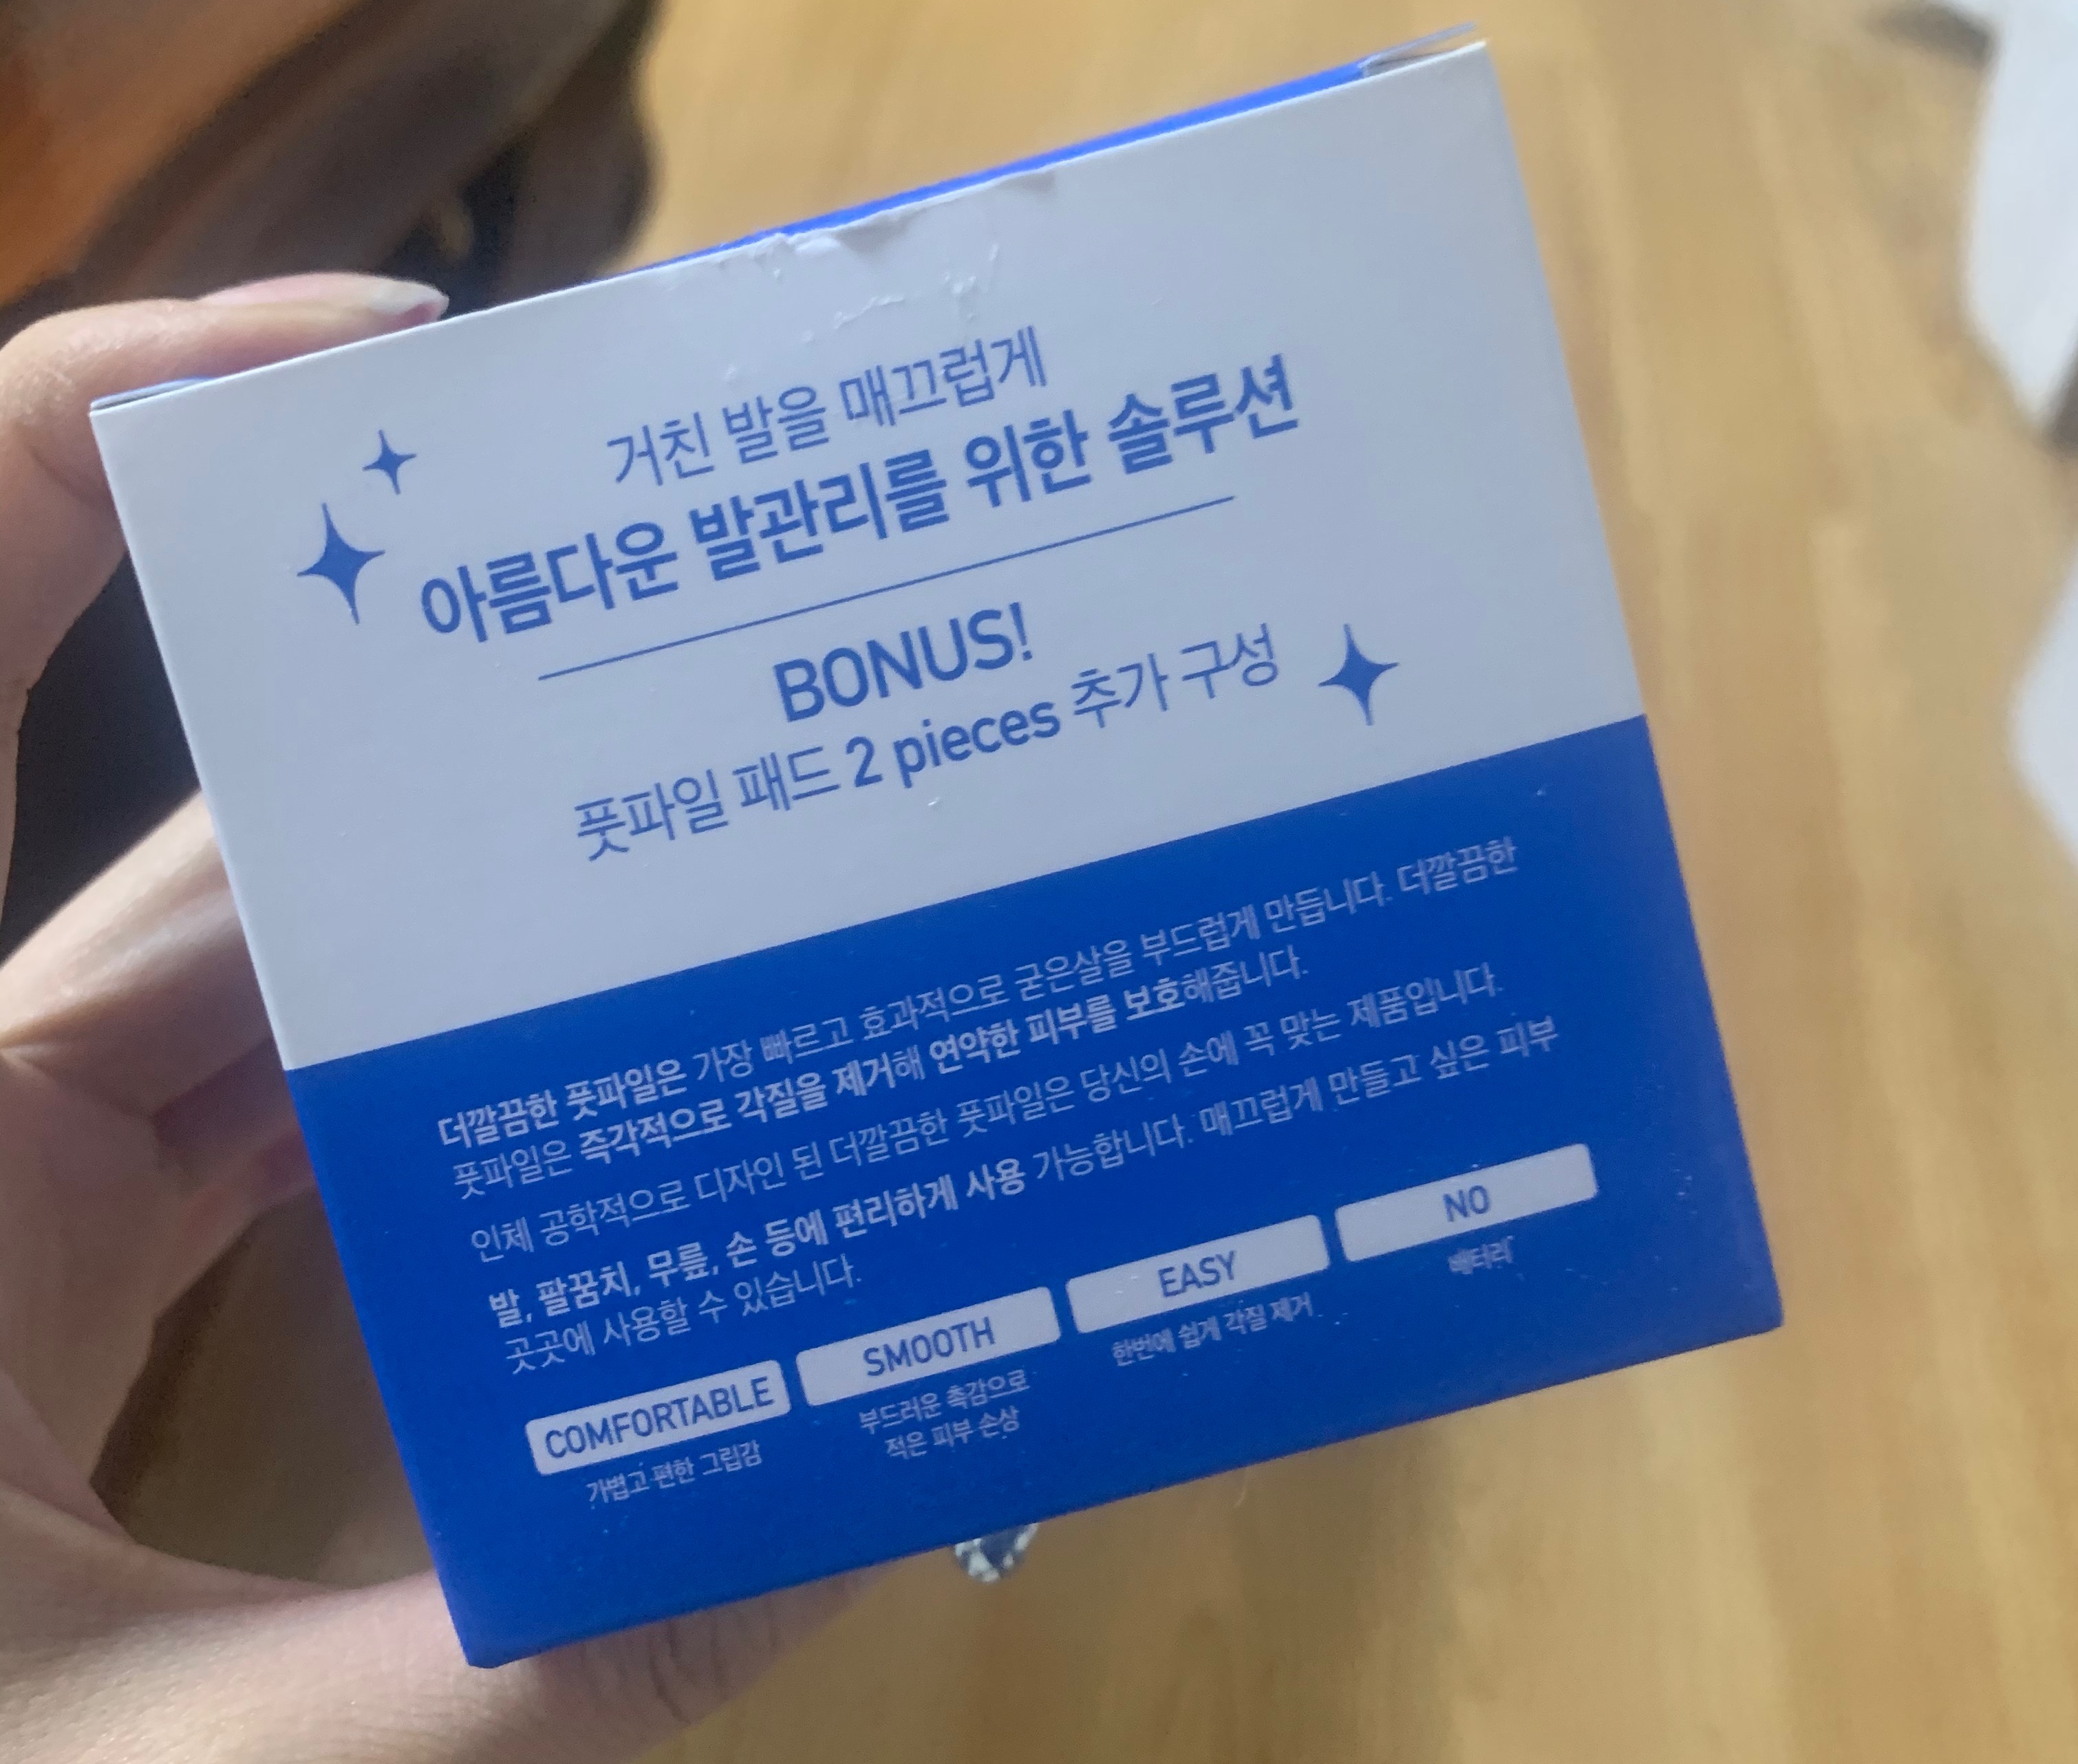 거친 발을 매끄럽게
아름다운 발관리를 위한 솔루션
BONUS!
풋파일 패드 2 pieces 추가 구성
더깔끔한 풋파일은 가장 빠르고 효과적으로 굳은살을 부드럽게 만듭니다. 더깔끔한
풋파일은 즉각적으로 각질을 제거해 연약한 피부를 보호해줍니다.
인체 공학적으로 디자인 된 더깔끔한 풋파일은 당신의 손에 꼭 맞는 제품입니다.
발, 팔꿈치, 무릎, 손 등에 편리하게 사용 가능합니다. 매끄럽게 만들고 싶은 피부
곳곳에 사용할 수 있습니다.
COMFORTABLE
가볍고 편한 그립감
SMOOTH
부드러운 촉감으로
적은 피부 손상
EASY
한번에 쉽게 각질 제거
NO
배터리